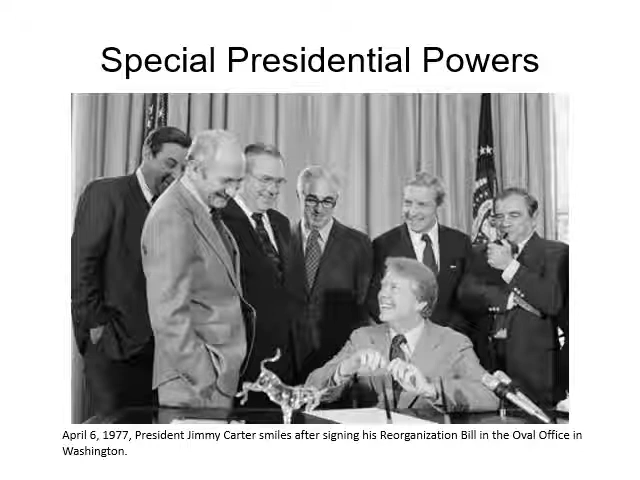 Special Presidential Powers
April 6, 1977, President Jimmy Carter smiles after signing his Reorganization Bill in the Oval Office in
Washington.